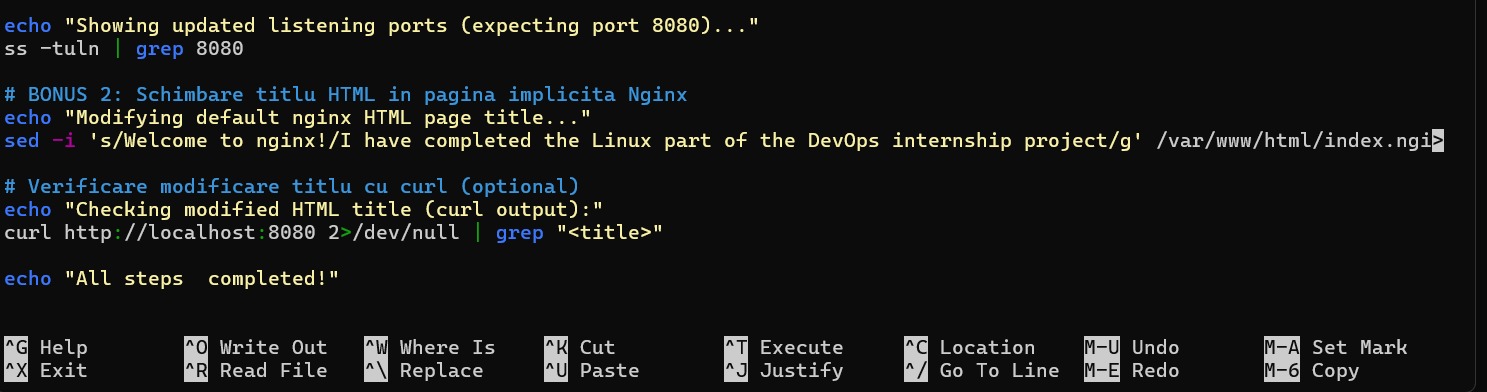 echo "Showing updated listening ports (expecting port 8080)..."
ss -tuln | grep 8080
# BONUS 2: Schimbare titlu HTML in pagina implicita Nginx
echo "Modifying default nginx HTML page title..."
sed -i 's/Welcome to nginx!/I have completed the Linux part of the DevOps internship project/g' /var/www/html/index.ngi>
# Verificare modificare titlu cu curl (optional)
echo "Checking modified HTML title (curl output):"
curl http://localhost:8080 2>/dev/null | grep "<title>"
echo "All steps  completed!"
^G Help ^O Write Out ^W Where Is ^K Cut ^T Execute ^C Location M-U Undo M-A Set Mark
^X Exit ^R Read File ^\ Replace ^U Paste ^J Justify ^/ Go To Line M-E Redo M-6 Copy